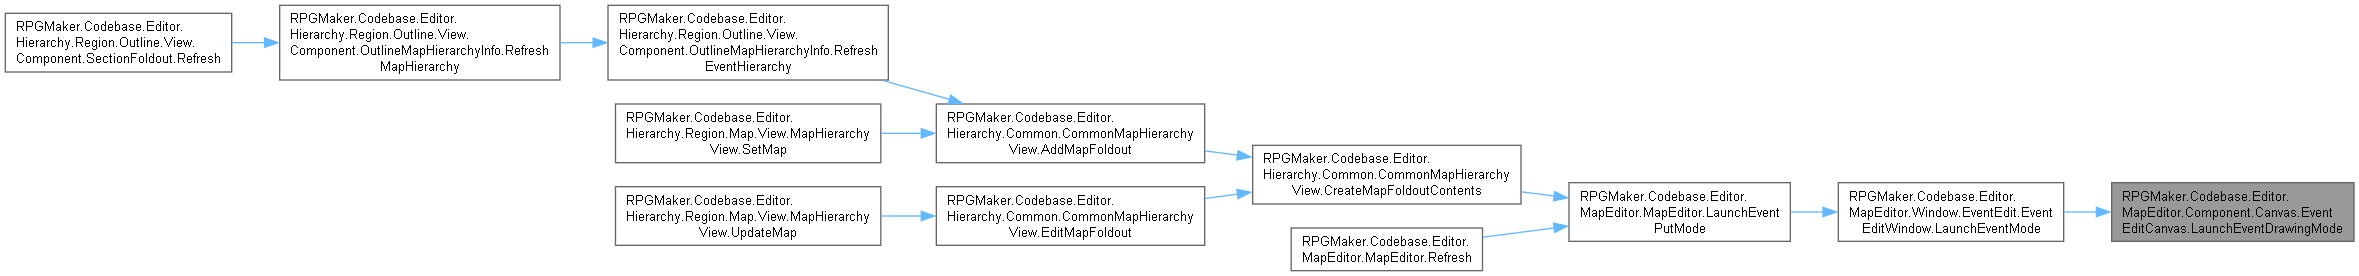 RPGMaker.Codebase.Editor.
Hierarchy.Region.Outline.View.
Component.SectionFoldout.Refresh
RPGMaker.Codebase.Editor.
Hierarchy.Region.Outline.View.
Component.OutlineMapHierarchyInfo.Refresh
MapHierarchy
RPGMaker.Codebase.Editor.
Hierarchy.Region.Outline.View.
Component.OutlineMapHierarchyInfo.Refresh
EventHierarchy
RPGMaker.Codebase.Editor.
Hierarchy.Region.Map.View.MapHierarchy
View.SetMap
RPGMaker.Codebase.Editor.
Hierarchy.Common.CommonMapHierarchy
View.AddMapFoldout
RPGMaker.Codebase.Editor.
Hierarchy.Region.Map.View.MapHierarchy
View.UpdateMap
RPGMaker.Codebase.Editor.
Hierarchy.Common.CommonMapHierarchy
View.EditMapFoldout
RPGMaker.Codebase.Editor.
Hierarchy.Common.CommonMapHierarchy
View.CreateMapFoldoutContents
RPGMaker.Codebase.Editor.
MapEditor.MapEditor.Refresh
RPGMaker.Codebase.Editor.
MapEditor.MapEditor.LaunchEvent
PutMode
RPGMaker.Codebase.Editor.
MapEditor.Window.EventEdit.Event
EditWindow.LaunchEventMode
RPGMaker.Codebase.Editor.
MapEditor.Component.Canvas.Event
EditCanvas.LaunchEventDrawingMode